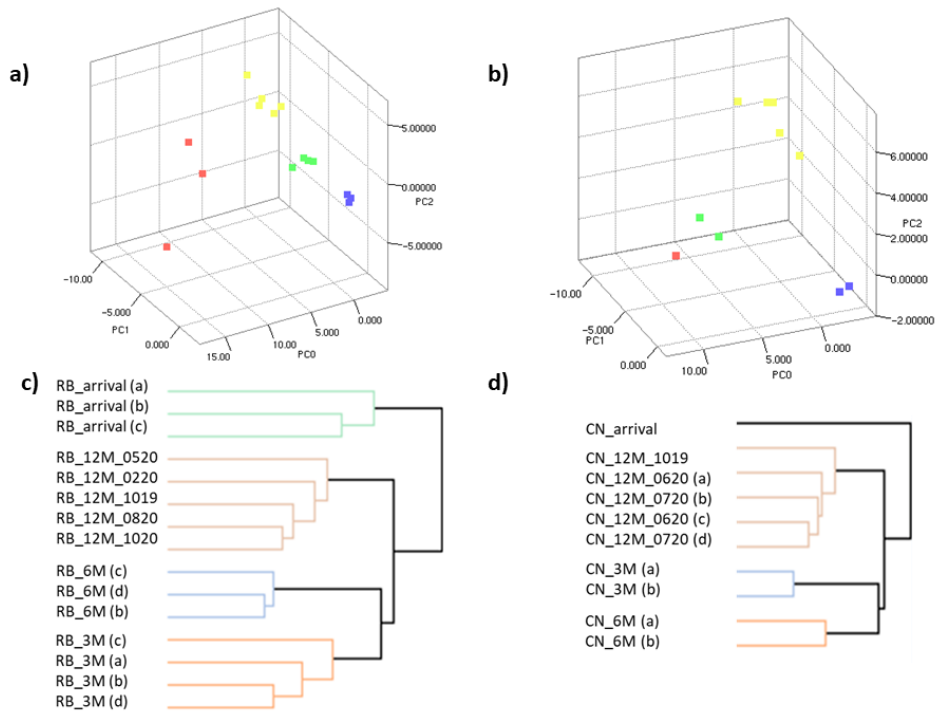 a)
5.00000
0.00000
PC2
-5.00000
-10.00
-5.000
PC1
0.000
15.00
10.00
PC0
5.000
0.000
b)
6.00000
4.00000
PC2
2.00000
0.00000
-2.00000
-10.00
-5.000
PC1
0.000
10.00
5.000
PC0
0.000
c)
RB_arrival (a)
RB_arrival (b)
RB_arrival (c)
RB_12M_0520
RB_12M_0220
RB_12M_1019
RB_12M_0820
RB_12M_1020
RB_6M (c)
RB_6M (d)
RB_6M (b)
RB_3M (c)
RB_3M (a)
RB_3M (b)
RB_3M (d)
d)
CN_arrival
CN_12M_1019
CN_12M_0620 (a)
CN_12M_0720 (b)
CN_12M_0620 (c)
CN_12M_0720 (d)
CN_3M (a)
CN_3M (b)
CN_6M (a)
CN_6M (b)